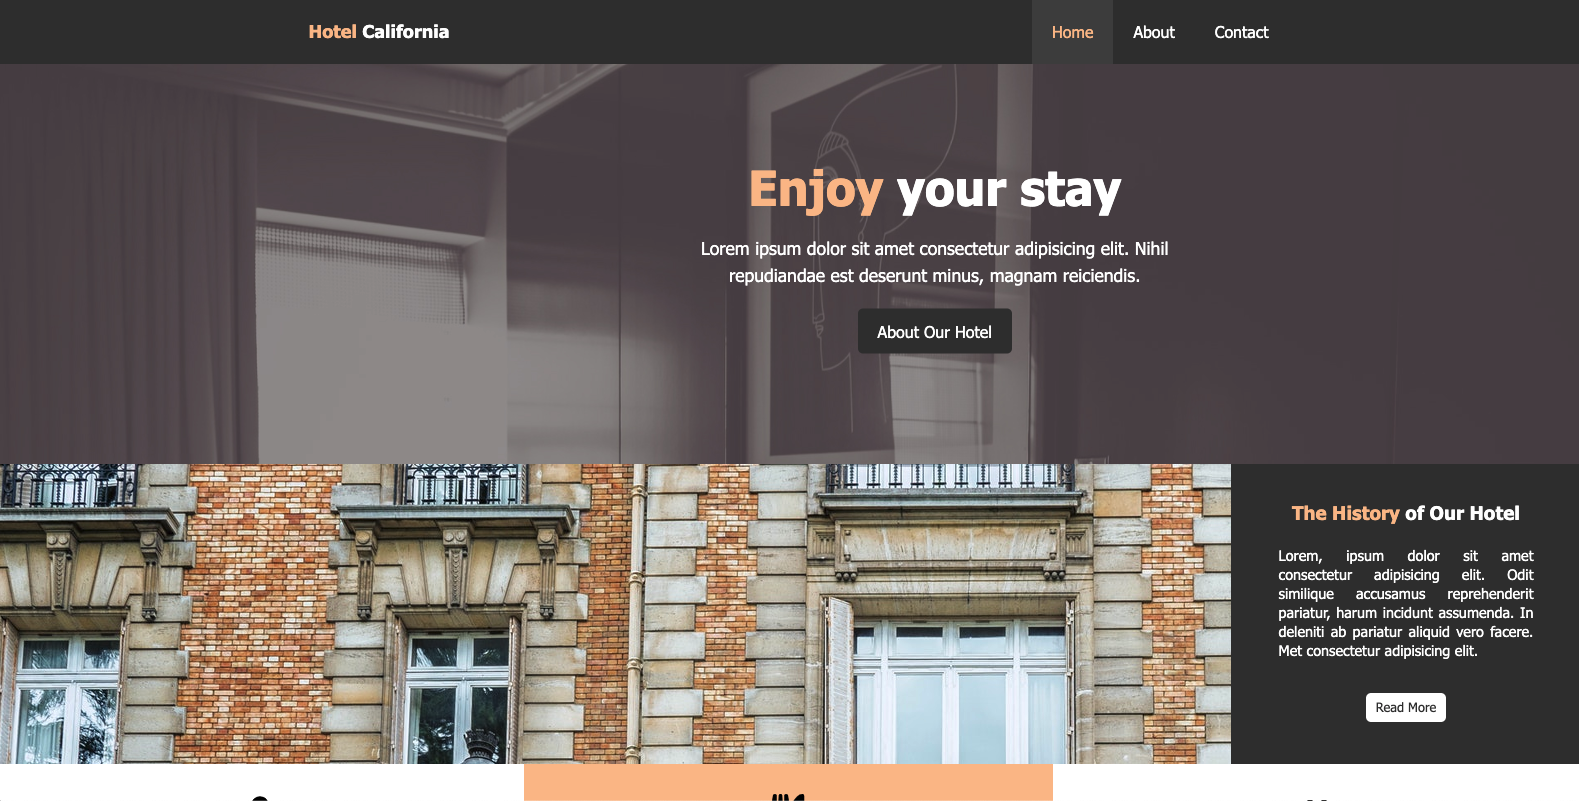 Hotel California
Home
About
Contact
Enjoy your stay
Lorem ipsum dolor sit amet consectetur adipisicing elit. Nihil
repudiandae est deserunt minus, magnam reiciendis.
About Our Hotel
The History of Our Hotel
Lorem, ipsum dolor sit amet
consectetur adipisicing elit. Odit
similique accusamus reprehenderit
pariatur, harum incidunt assumenda. In
deleniti ab pariatur aliquid vero facere.
Met consectetur adipisicing elit.
Read More